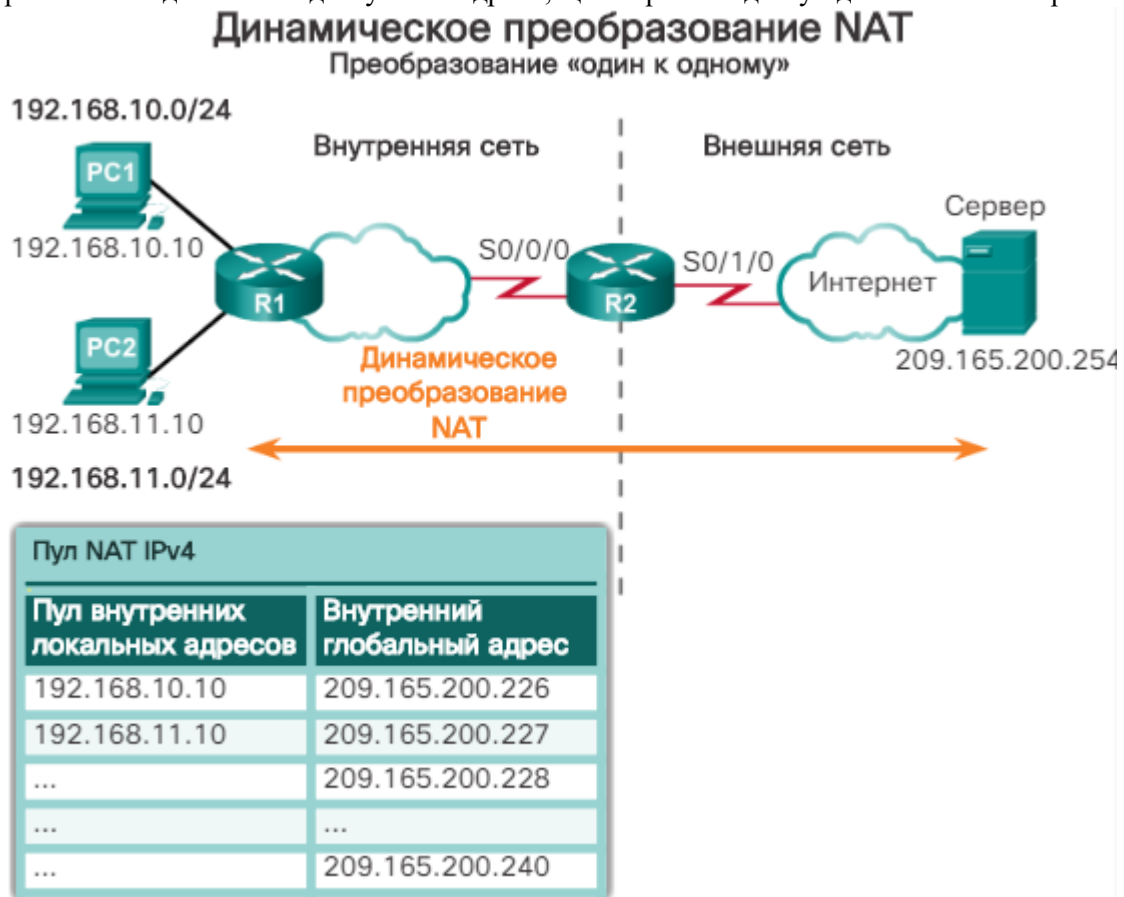 Динамическое преобразование NAT
Преобразование «один к одному»
192.168.10.0/24
Внутренняя сеть
Внешняя сеть
PC1
Сервер
192.168.10.10
S0/0/0
S0/1/0
Интернет
R1
R2
PC2
Динамическое
преобразование
NAT
209.165.200.254
192.168.11.10
192.168.11.0/24
Пул NAT IPv4
Пул внутренних
локальных адресов
Внутренний
глобальный адрес
192.168.10.10 209.165.200.226
192.168.11.10 209.165.200.227
... 209.165.200.228
... ...
... 209.165.200.240